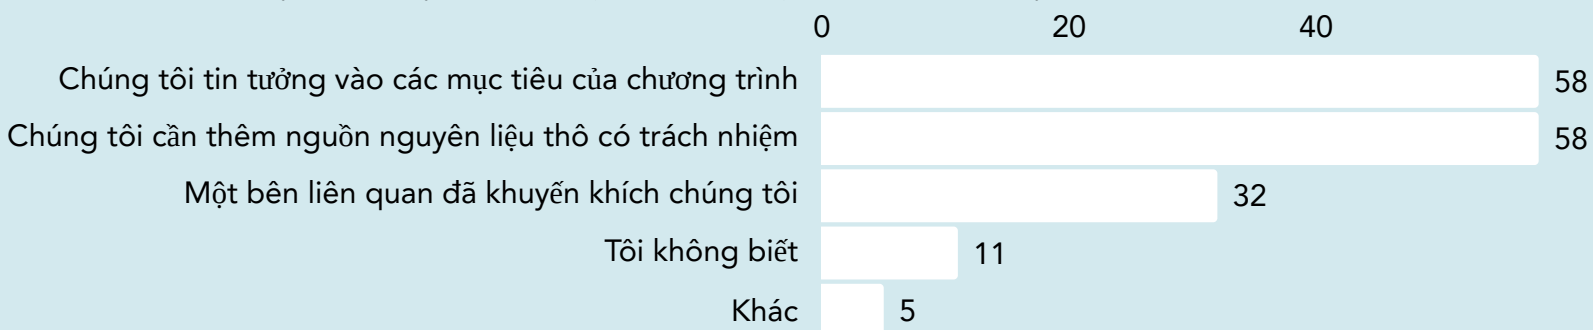 0 20 40
Chúng tôi tin tưởng vào các mục tiêu của chương trình 58
Chúng tôi cần thêm nguồn nguyên liệu thô có trách nhiệm 58
Một bên liên quan đã khuyến khích chúng tôi 32
Tôi không biết 11
Khác 5